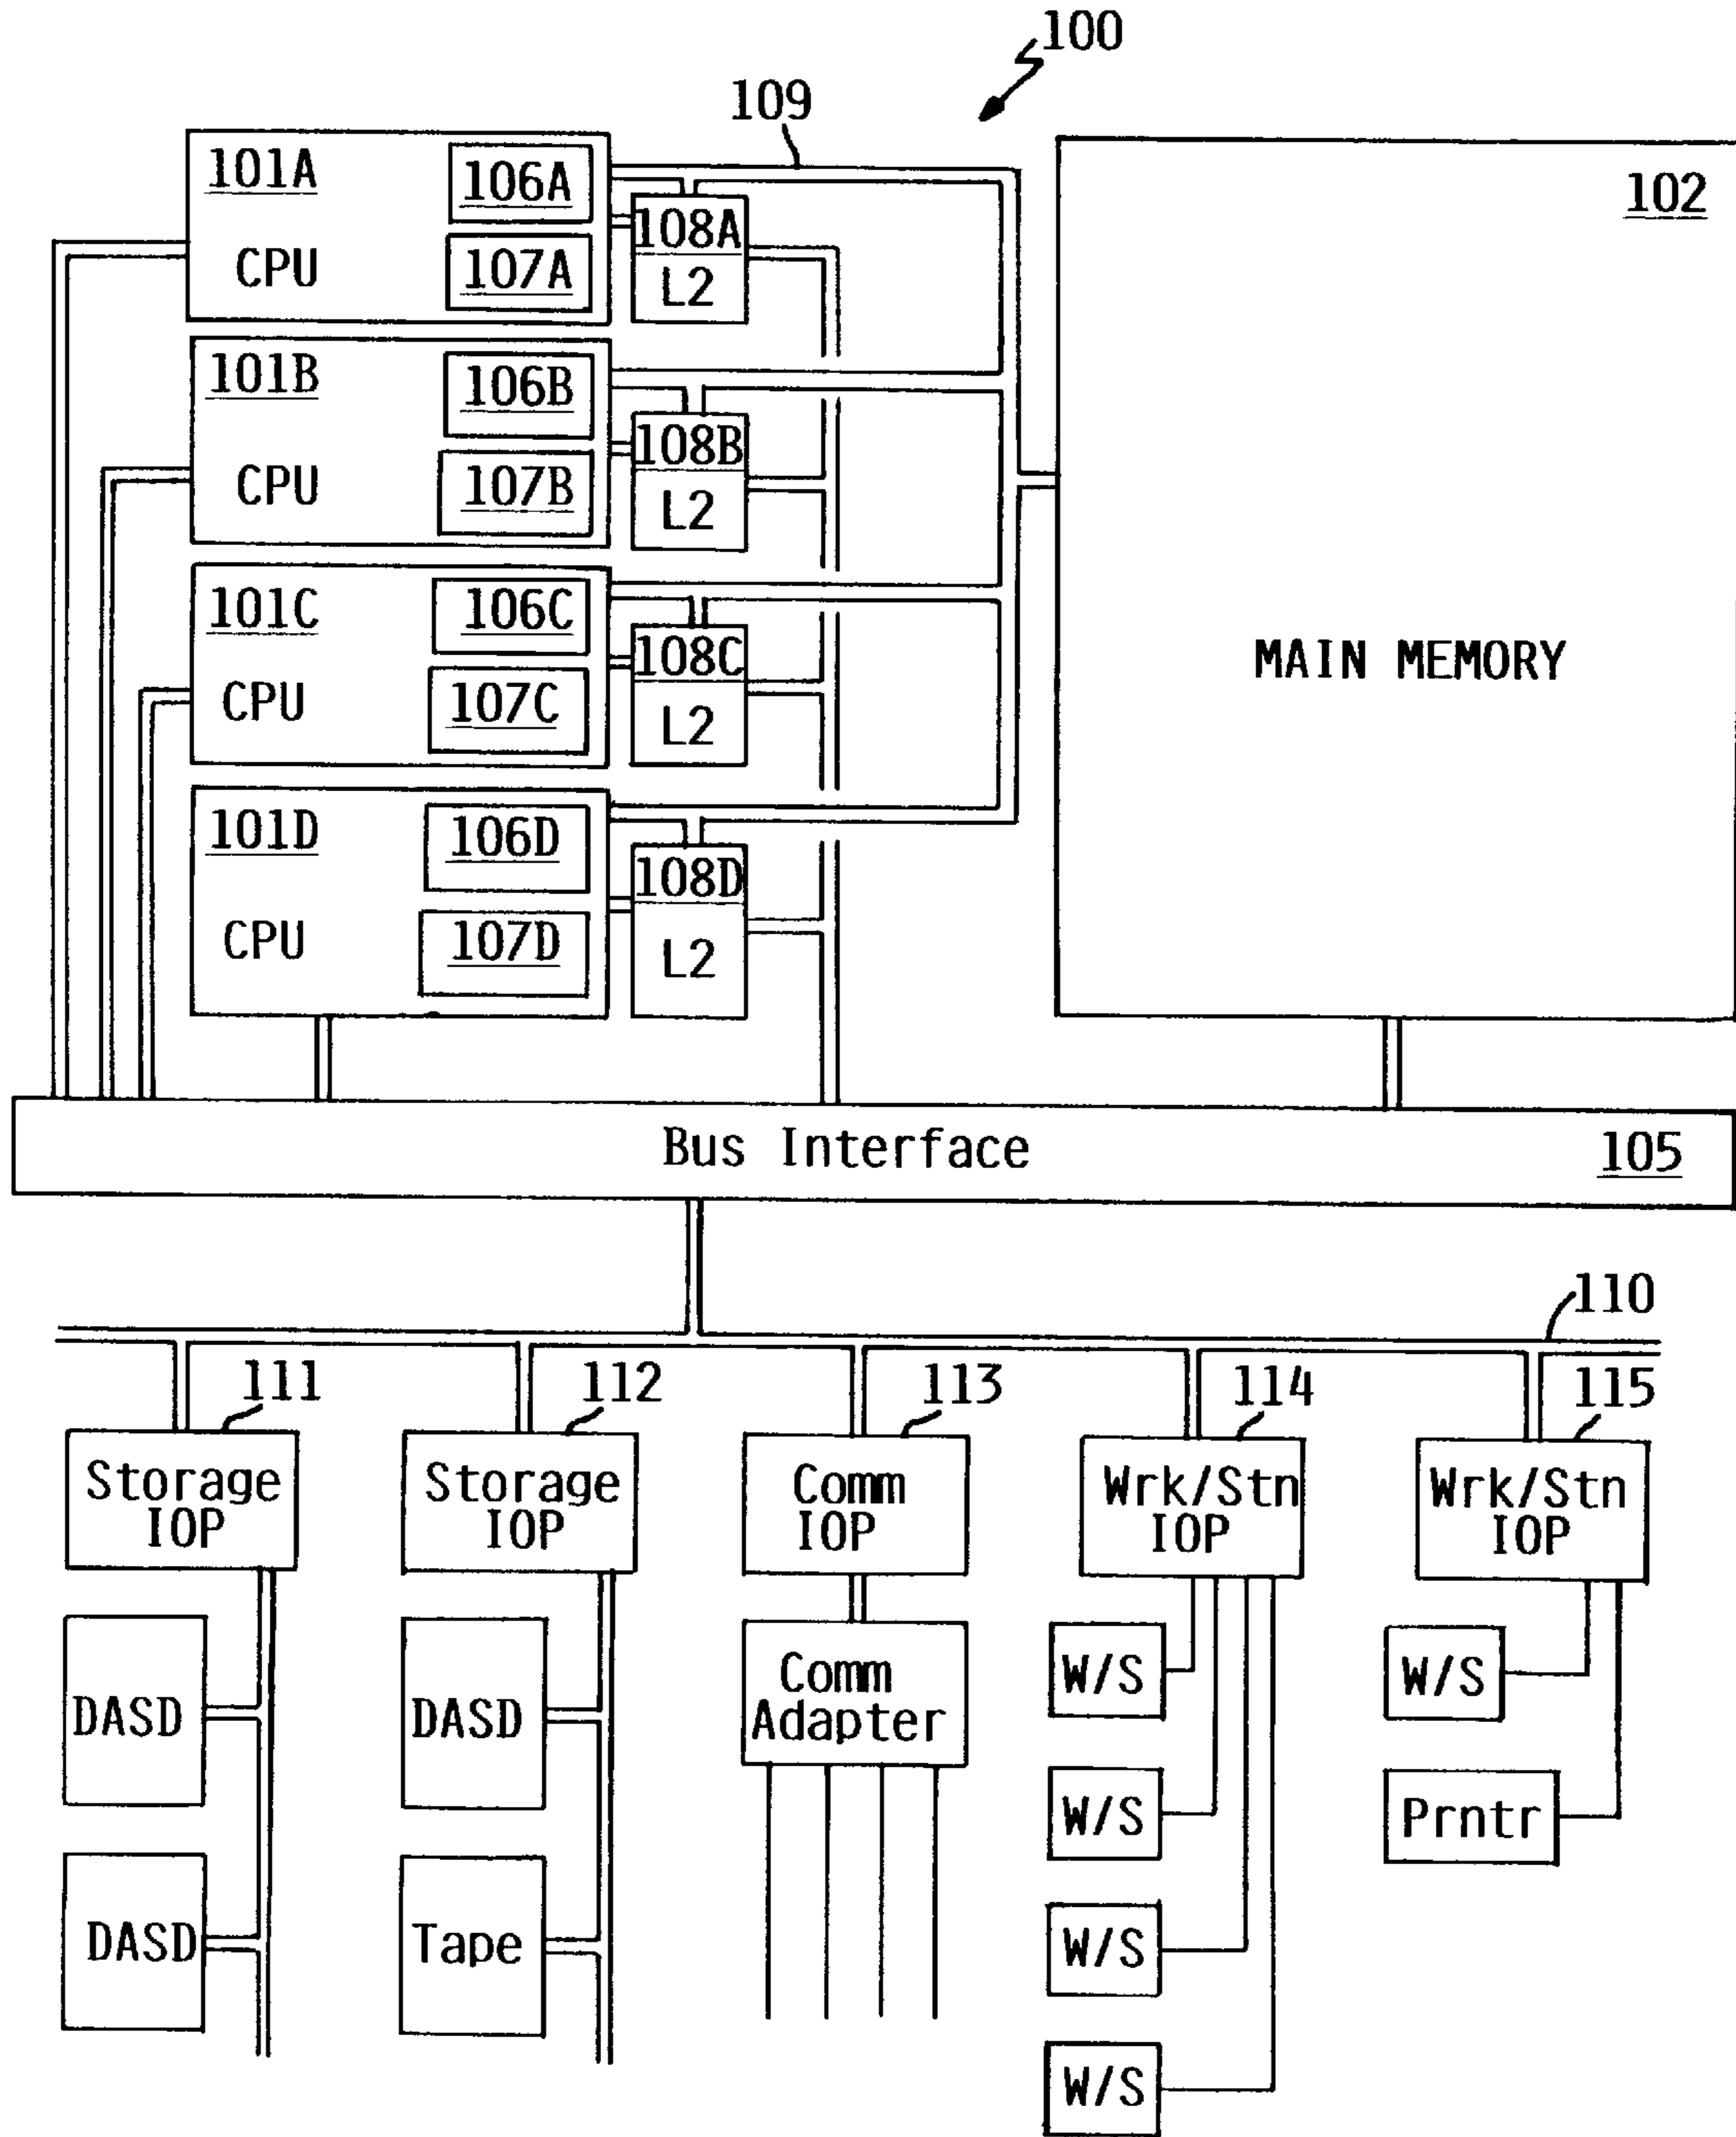 100
109
101A
106A
CPU
107A
108A
L2
102
MAIN MEMORY
101B
106B
CPU
107B
108B
L2
101C
106C
CPU
107C
108C
L2
101D
106D
CPU
107D
108D
L2
Bus Interface
105
110
111
112
113
114
115
Storage
IOP
Storage
IOP
Comm
IOP
Wrk/Stn
IOP
Wrk/Stn
IOP
DASD
DASD
DASD
Tape
Comm
Adapter
W/S
W/S
W/S
W/S
W/S
Prntr